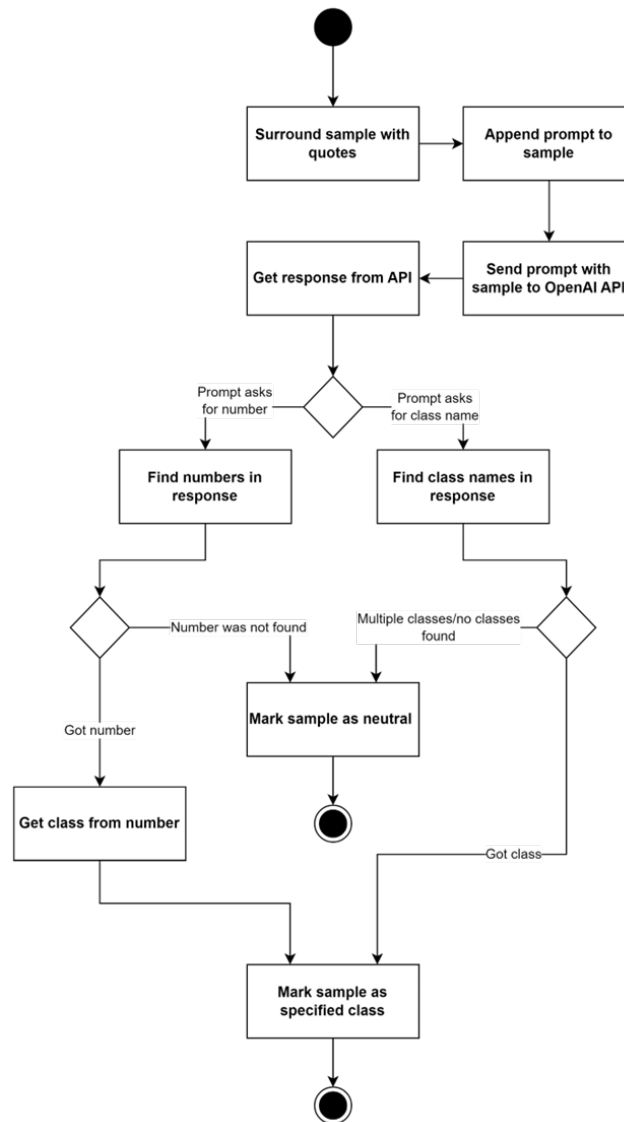 Surround sample with
quotes
Append prompt to
sample
Get response from API
Send prompt with
sample to OpenAI API
Prompt asks
for number
Prompt asks
for class name
Find numbers in
response
Find class names in
response
Number was not found
Multiple classes/no classes
found
Mark sample as neutral
Got number
Get class from number
Got class
Mark sample as
specified class